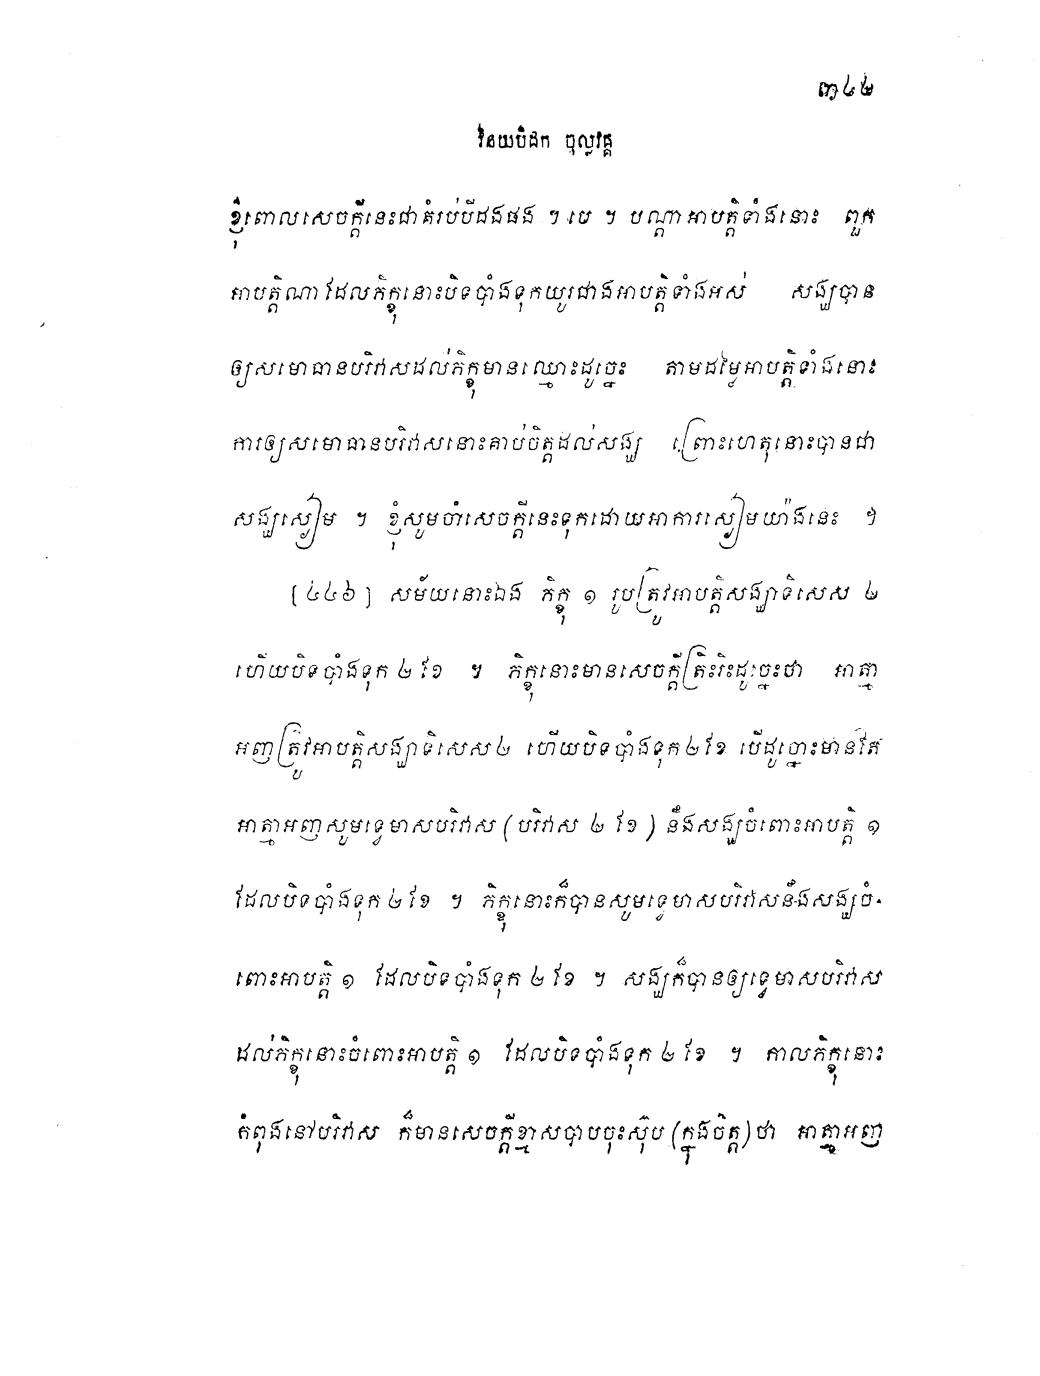 ៣៤២
វិនយបិដក ចុល្លវគ្គ
ខ្ញុំពោលសេចក្តីនេះជាគំរប់បីដងផង ។ បេ ។ បណ្តាអាបត្តិទាំងនោះ ពួក
អាបត្តិណាដែលភិក្ខុនោះបិទបាំងទុកយូរជាងអាបត្តិទាំងអស់ សង្ឃបាន
ឲ្យសមោធានបរិវាសដល់ភិក្ខុមានឈ្មោះដូច្នេះ តាមដម្លៃអាបត្តិទាំងនោះ
ការឲ្យសមោធានបរិវាសនោះគាប់ចិត្តដល់សង្ឃ ព្រោះហេតុនោះបានជា
សង្ឃស្ងៀម ។ ខ្ញុំសូមចាំសេចក្តីនេះទុកដោយអាការស្ងៀមយ៉ាងនេះ ។
[៤៤៦] សម័យនោះឯង ភិក្ខុ ១ រូបត្រូវអាបត្តិសង្ឃាទិសេស ២
ហើយបិទបាំងទុក ២ ខែ ។ ភិក្ខុនោះមានសេចក្តីត្រិះរិះដូច្នេះថា អាត្មា
អញត្រូវអាបត្តិសង្ឃាទិសេស ២ ហើយបិទបាំងទុក ២ ខែ បើដូច្នោះមានតែ
អាត្មាអញសូមទ្វេមាសបរិវាស (បរិវាស ២ ខែ) នឹងសង្ឃចំពោះអាបត្តិ ១
ដែលបិទបាំងទុក ២ ខែ ។ ភិក្ខុនោះក៏បានសូមទ្វេមាសបរិវាសនឹងសង្ឃចំ-
ពោះអាបត្តិ ១ ដែលបិទបាំងទុក ២ ខែ ។ សង្ឃក៏បានឲ្យទ្វេមាសបរិវាស
ដល់ភិក្ខុនោះចំពោះអាបត្តិ ១ ដែលបិទបាំងទុក ២ ខែ ។ កាលភិក្ខុនោះ
កំពុងនៅបរិវាស ក៏មានសេចក្តីខ្មាសបាបចុះស៊ប់ (ក្នុងចិត្ត) ថា អាត្មាអញ